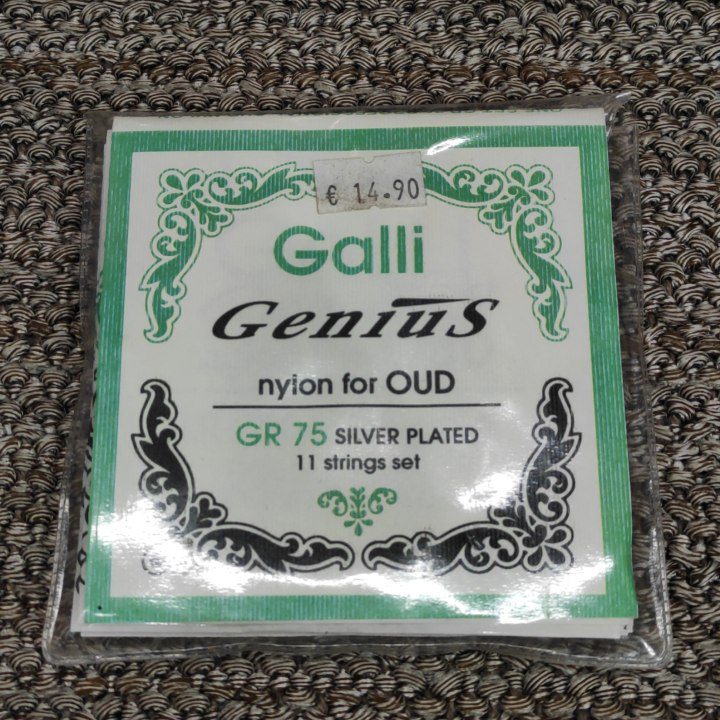 € 14.90
Galli
Genius
nylon for OUD
GR 75 SILVER PLATED
11 strings set